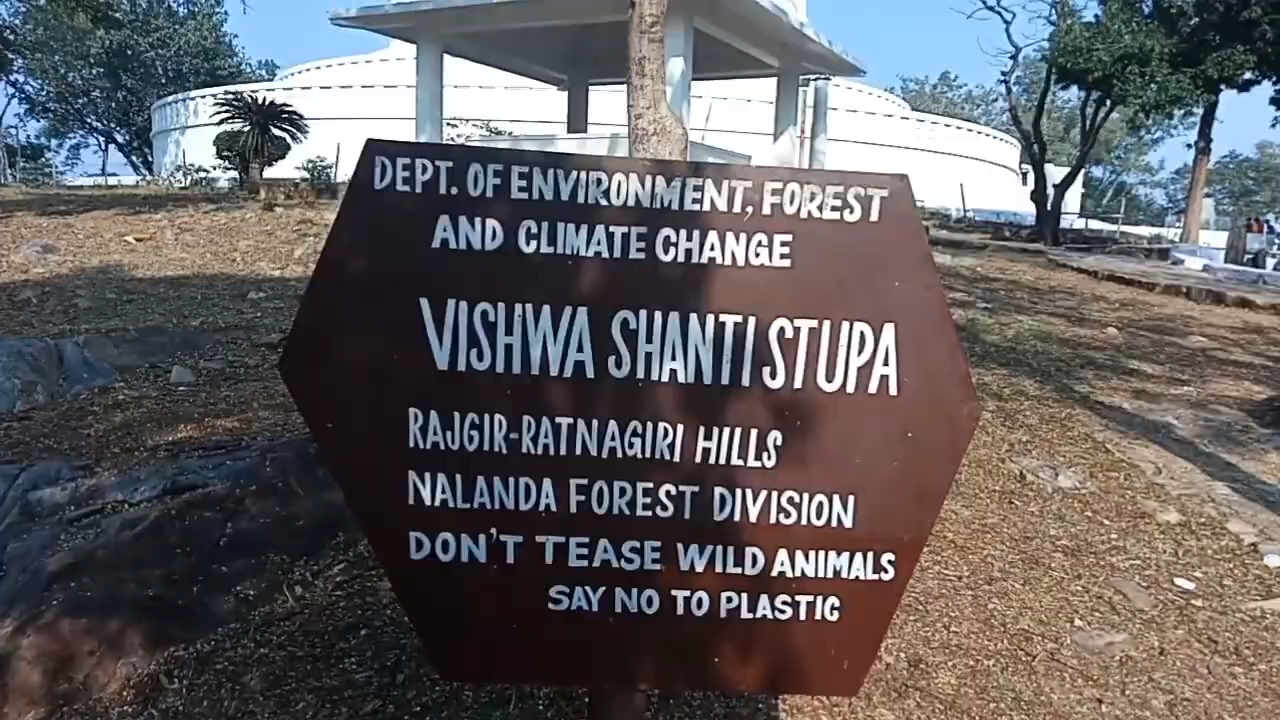 DEPT. OF ENVIRONMENT, FOREST
AND CLIMATE CHANGE
VISHWA SHANTI STUPA
RAJGIR-RATNAGIRI HILLS
NALANDA FOREST DIVISION
DON'T TEASE WILD ANIMALS
SAY NO TO PLASTIC